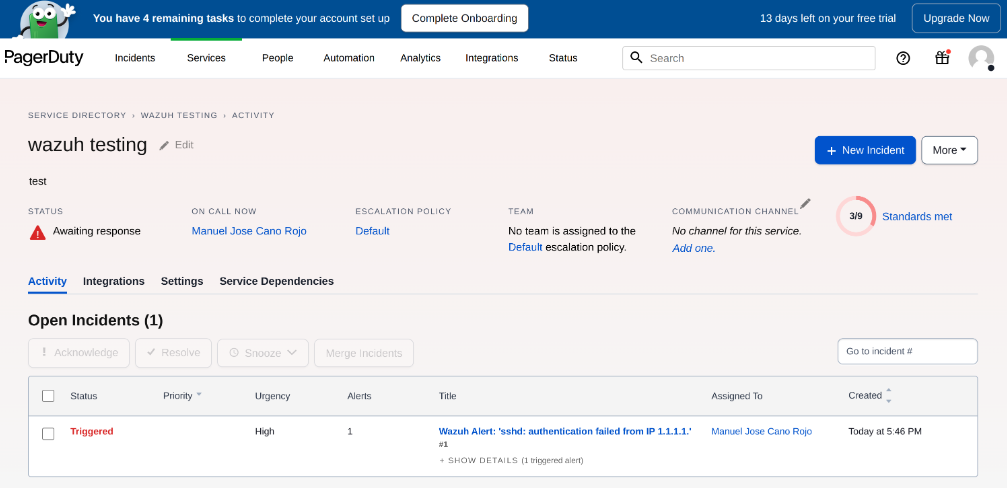 You have 4 remaining tasks to complete your account set up
Complete Onboarding
13 days left on your free trial
Upgrade Now
PagerDuty
Incidents
Services
People
Automation
Analytics
Integrations
Status
Search
SERVICE DIRECTORY › WAZUH TESTING › ACTIVITY
wazuh testing
Edit
+ New Incident
More
test
STATUS
Awaiting response
ON CALL NOW
Manuel Jose Cano Rojo
ESCALATION POLICY
Default
TEAM
No team is assigned to the
Default escalation policy.
COMMUNICATION CHANNEL
No channel for this service.
Add one.
3/9
Standards met
Activity
Integrations
Settings
Service Dependencies
Open Incidents (1)
! Acknowledge
Resolve
Snooze
Merge Incidents
Go to incident #
Status
Priority
Urgency
Alerts
Title
Assigned To
Created
Triggered
High
1
Wazuh Alert: 'sshd: authentication failed from IP 1.1.1.1.'
Manuel Jose Cano Rojo
Today at 5:46 PM
#1
+ SHOW DETAILS (1 triggered alert)